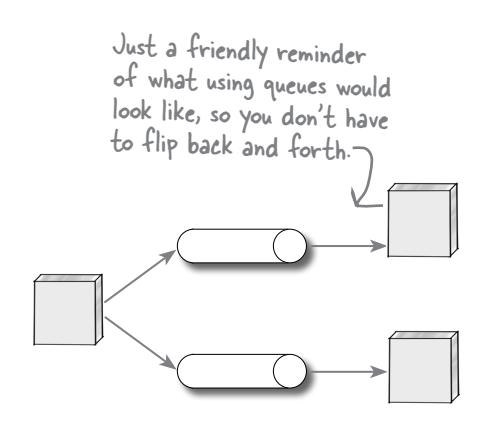 Just a friendly reminder
of what using queues would
look like, so you don't have
to flip back and forth.